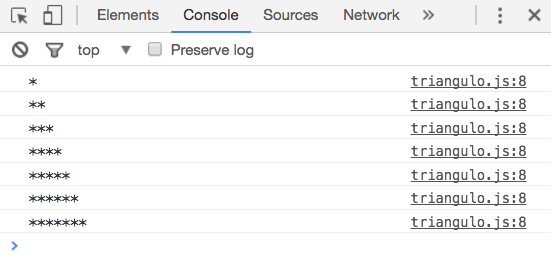 Elements Console Sources Network »
top ▼ Preserve log
* triangulo.js:8
** triangulo.js:8
*** triangulo.js:8
**** triangulo.js:8
***** triangulo.js:8
****** triangulo.js:8
******* triangulo.js:8
>